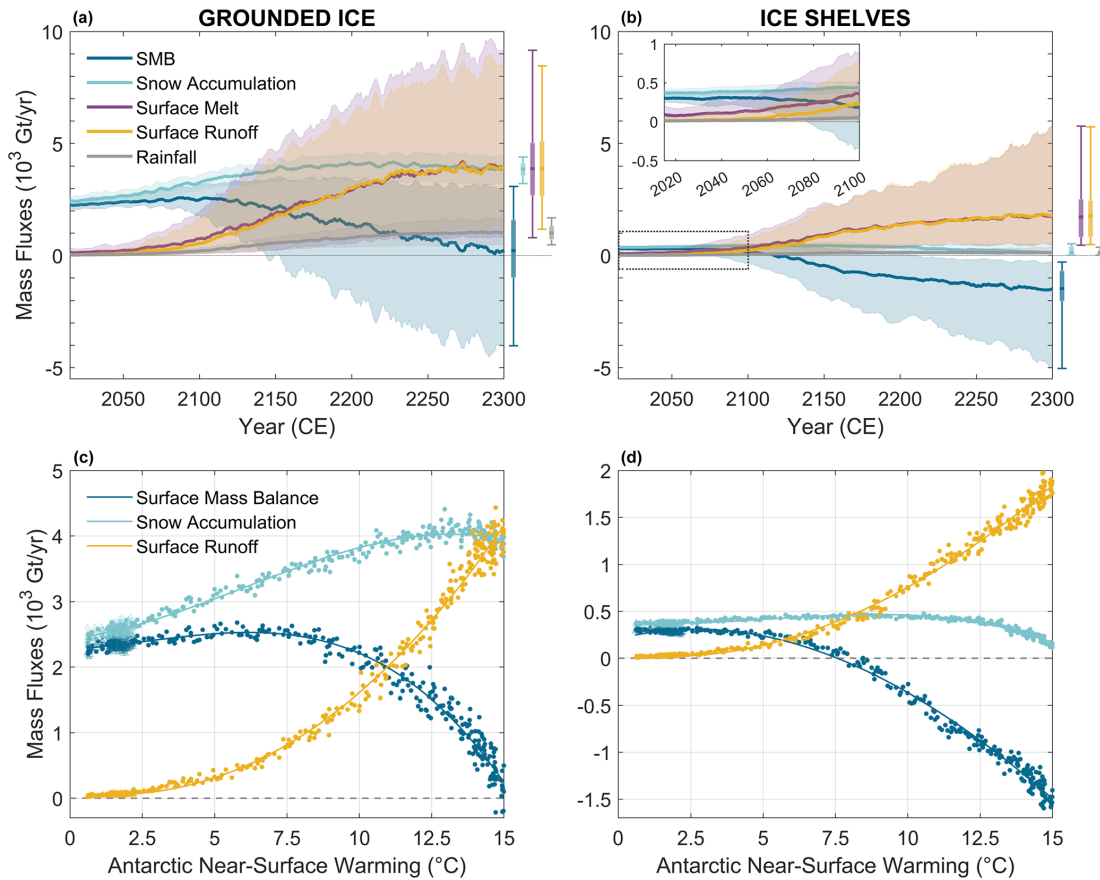 (a) GROUNDED ICE
10
5
0
-5
Mass Fluxes (10³ Gt/yr)
SMB
Snow Accumulation
Surface Melt
Surface Runoff
Rainfall
2050 2100 2150 2200 2250 2300
Year (CE)
(b) ICE SHELVES
10
5
0
-5
1
0.5
0
-0.5
2020 2040 2060 2080 2100
2050 2100 2150 2200 2250 2300
Year (CE)
(c)
5
4
3
2
1
0
Mass Fluxes (10³ Gt/yr)
Surface Mass Balance
Snow Accumulation
Surface Runoff
0 2.5 5 7.5 10 12.5 15
Antarctic Near-Surface Warming (°C)
(d)
2
1.5
1
0.5
0
-0.5
-1
-1.5
0 2.5 5 7.5 10 12.5 15
Antarctic Near-Surface Warming (°C)